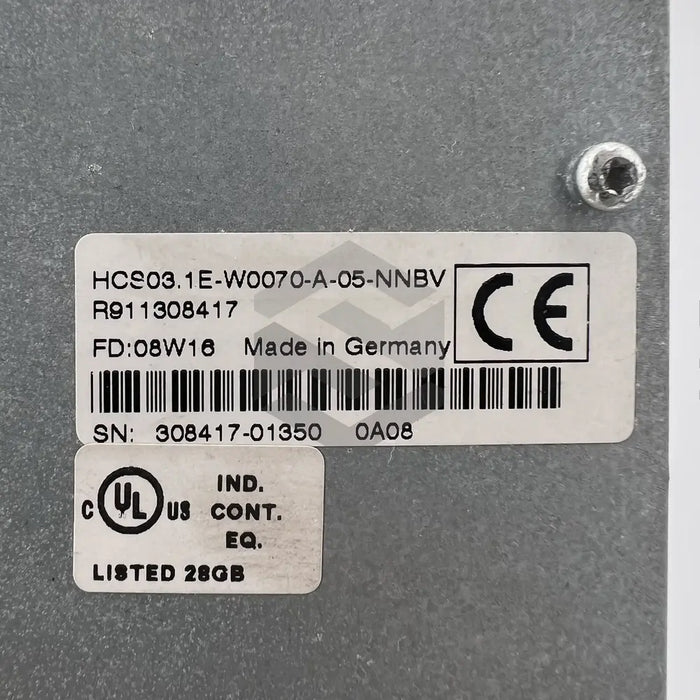 HCS03.1E-W0070-A-05-NNBV
R911308417
FD:08W16 Made in Germany
CE
SN: 308417-01350 0A08
C UL US
IND.
CONT.
EQ.
LISTED 28GB